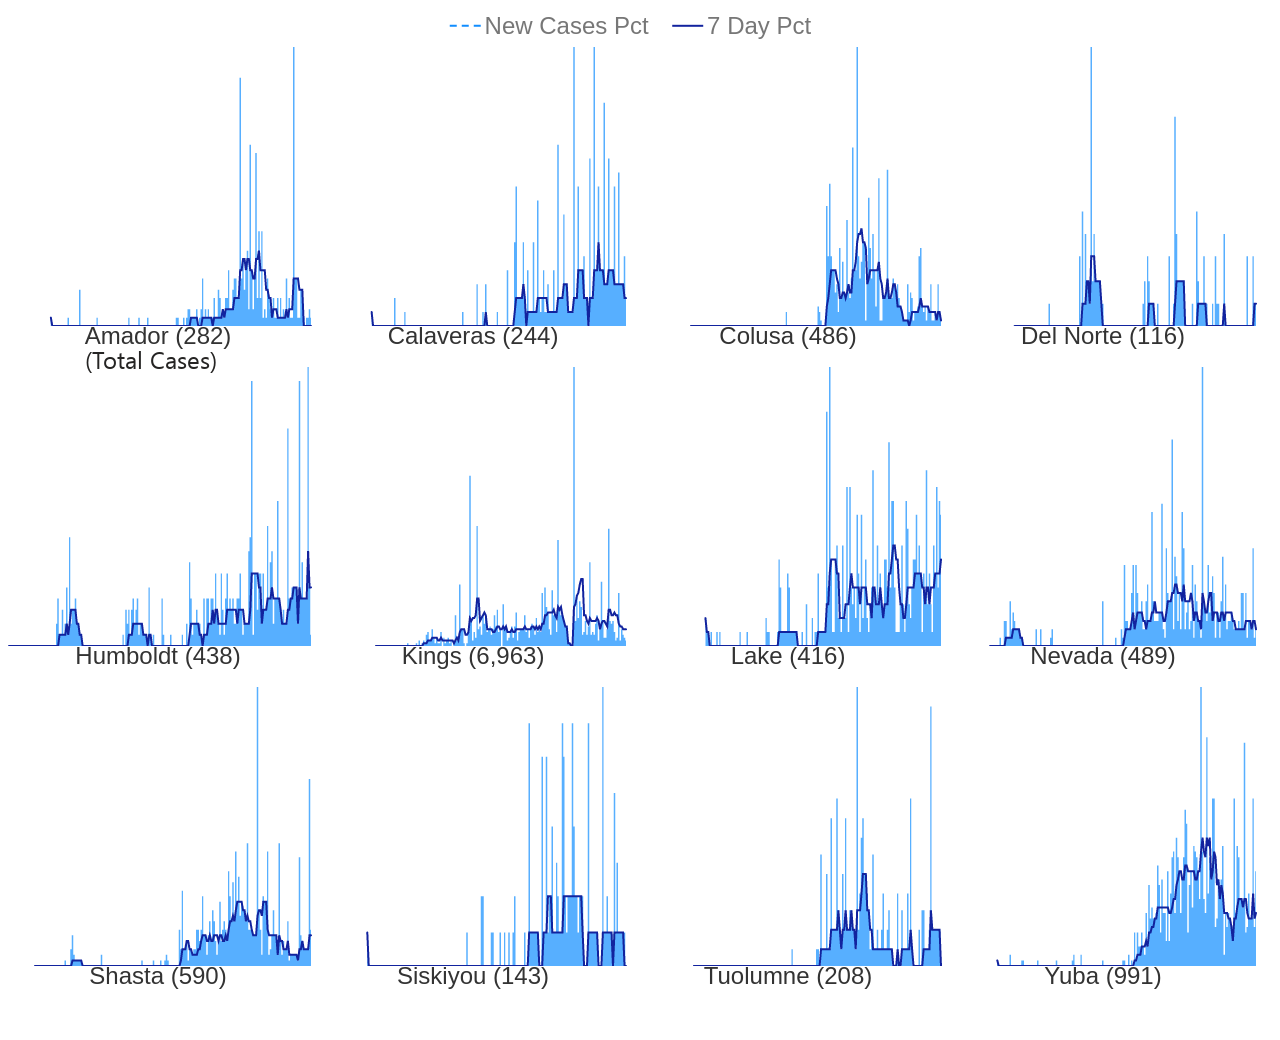 New Cases Pct 7 Day Pct
Amador (282) Calaveras (244) Colusa (486) Del Norte (116)
(Total Cases)
Humboldt (438) Kings (6,963) Lake (416) Nevada (489)
Shasta (590) Siskiyou (143) Tuolumne (208) Yuba (991)